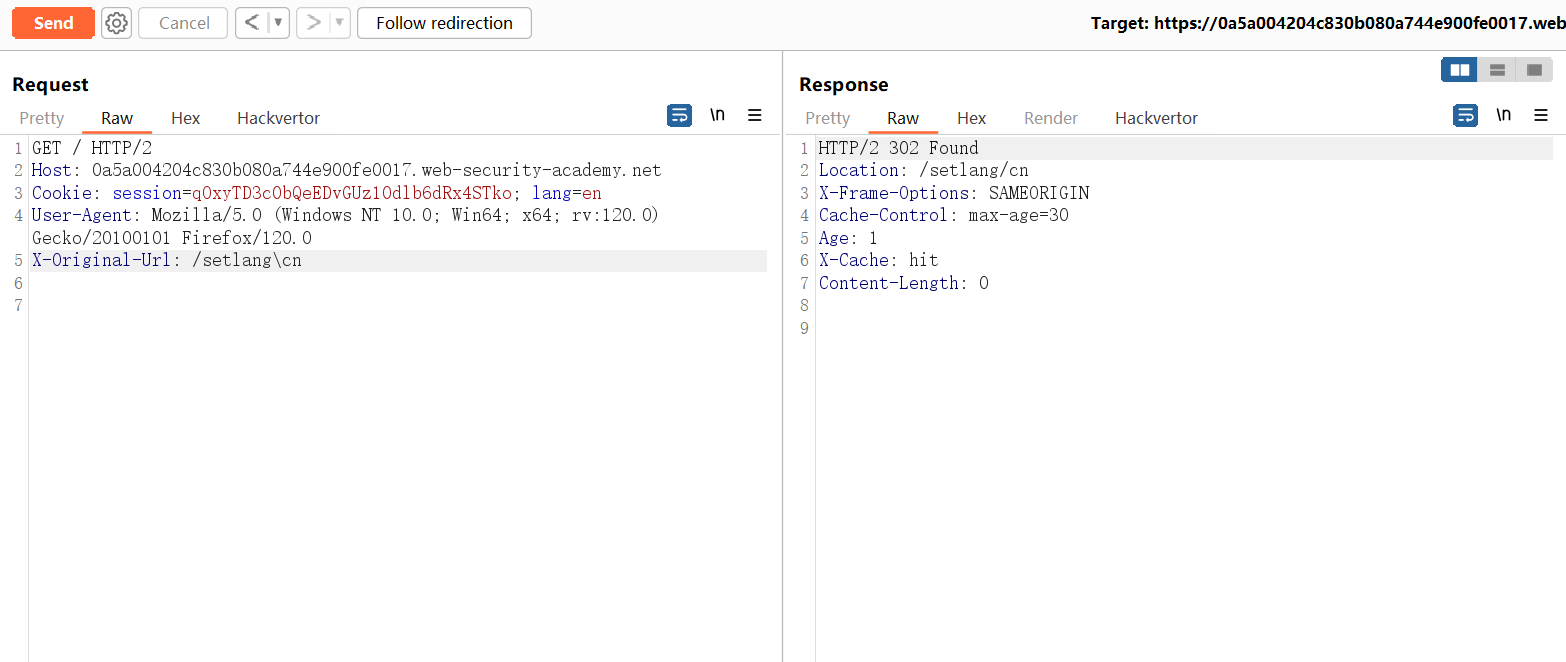 Send Cancel < ▼ > ▼ Follow redirection Target: https://0a5a004204c830b080a744e900fe0017.web
Request
Pretty Raw Hex Hackvertor \n
1 GET / HTTP/2
2 Host: 0a5a004204c830b080a744e900fe0017.web-security-academy.net
3 Cookie: session=qOxyTD3cObQeEDvGUzlOdlb6dRx4STko; lang=en
4 User-Agent: Mozilla/5.0 (Windows NT 10.0; Win64; x64; rv:120.0)
Gecko/20100101 Firefox/120.0
5 X-Original-Url: /setlang\cn
6
7
Response
Pretty Raw Hex Render Hackvertor \n
1 HTTP/2 302 Found
2 Location: /setlang/cn
3 X-Frame-Options: SAMEORIGIN
4 Cache-Control: max-age=30
5 Age: 1
6 X-Cache: hit
7 Content-Length: 0
8
9